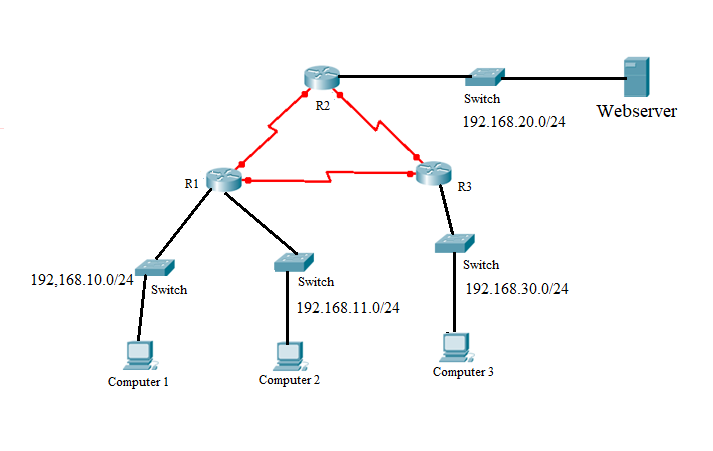 R2
Switch
192.168.20.0/24
Webserver
R1
R3
192,168.10.0/24
Switch
Switch
192.168.11.0/24
Switch
192.168.30.0/24
Computer 1
Computer 2
Computer 3